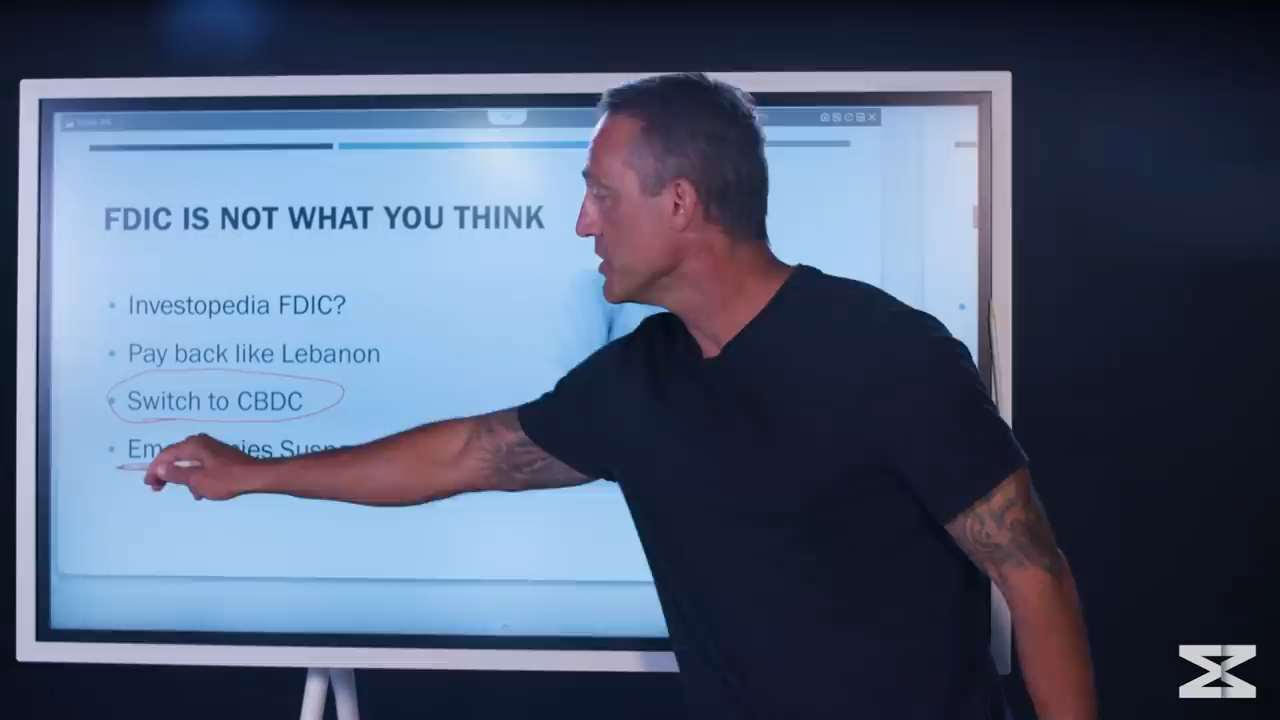 FDIC IS NOT WHAT YOU THINK
• Investopedia FDIC?
• Pay back like Lebanon
• Switch to CBDC